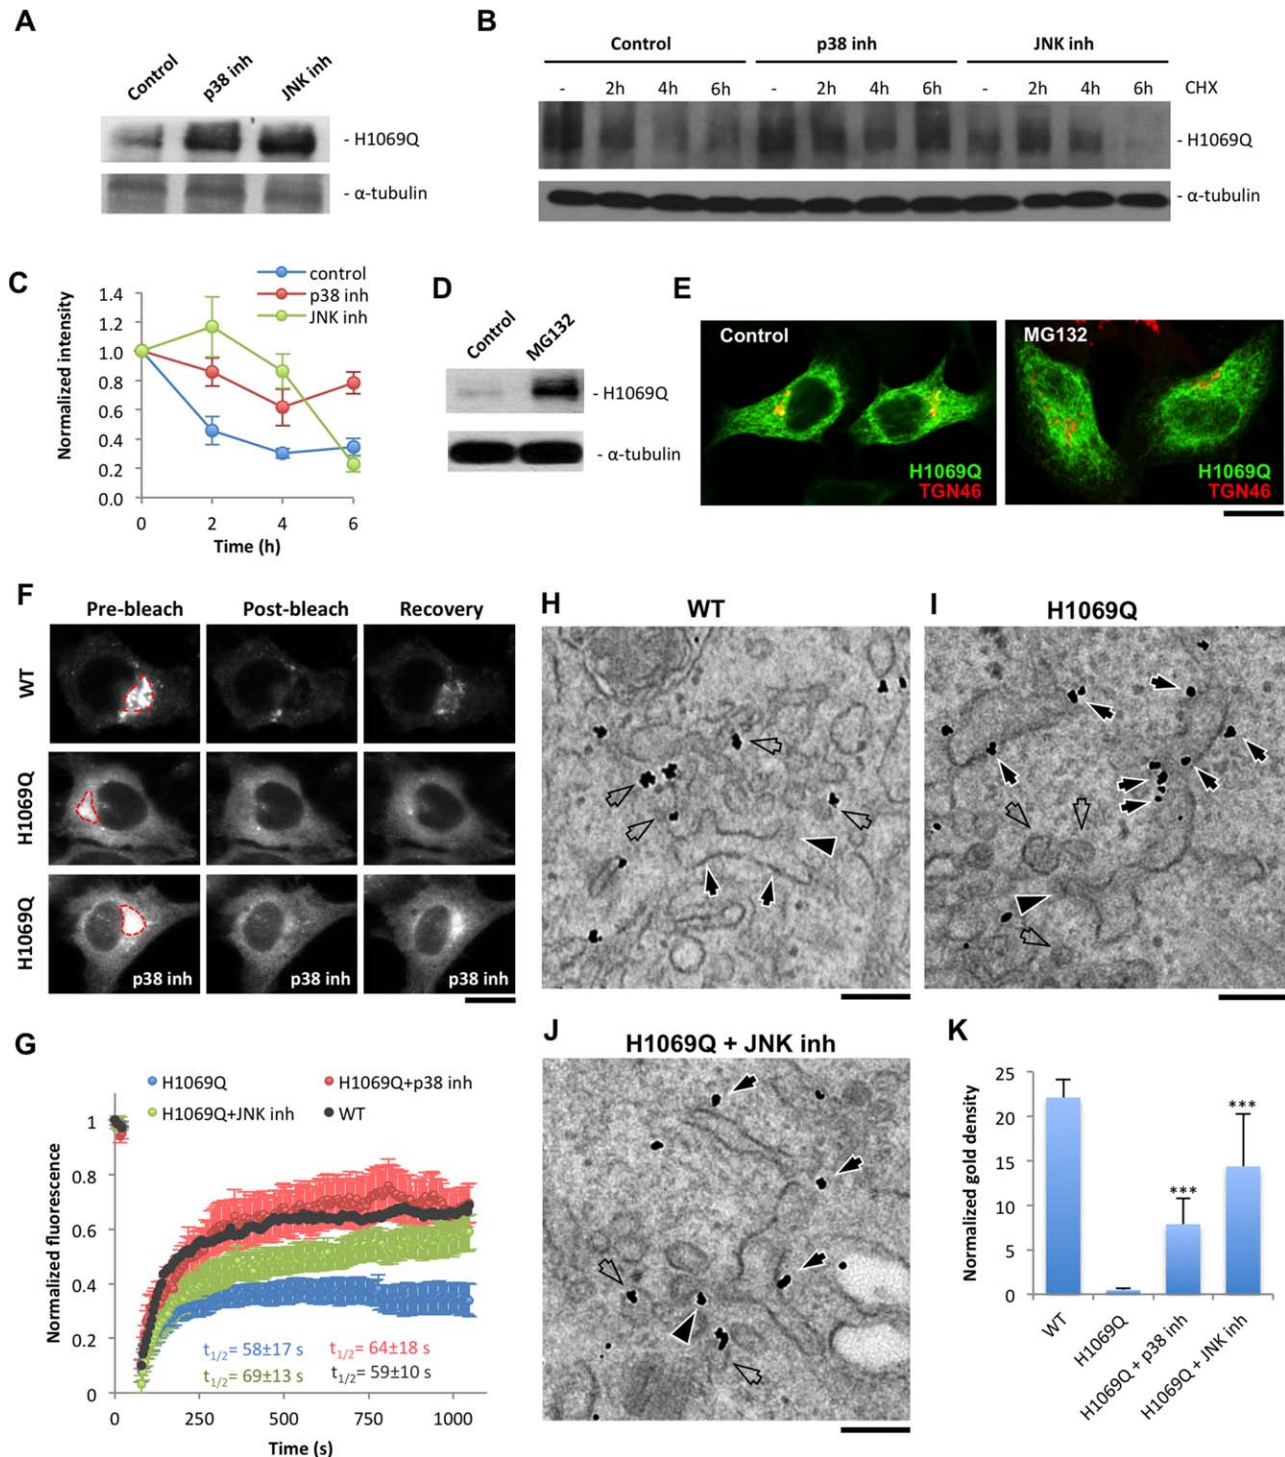 A
Control
p38 inh
JNK inh
- H1069Q
- α-tubulin
B
Control
p38 inh
JNK inh
- 2h 4h 6h - 2h 4h 6h - 2h 4h 6h CHX
- H1069Q
- α-tubulin
C
control
p38 inh
JNK inh
Normalized intensity
1.4
1.2
1.0
0.8
0.6
0.4
0.2
0.0
0 2 4 6
Time (h)
D
Control
MG132
- H1069Q
- α-tubulin
E
Control
H1069Q
TGN46
MG132
H1069Q
TGN46
F
Pre-bleach Post-bleach Recovery
WT
H1069Q
H1069Q
p38 inh
p38 inh
p38 inh
G
H1069Q
H1069Q+p38 inh
H1069Q+JNK inh
WT
Normalized fluorescence
1
0.8
0.6
0.4
0.2
0
t1/2= 58±17 s
t1/2= 64±18 s
t1/2= 69±13 s
t1/2= 59±10 s
0 250 500 750 1000
Time (s)
H
WT
I
H1069Q
J
H1069Q + JNK inh
K
Normalized gold density
25
20
15
10
5
0
***
***
WT
H1069Q
H1069Q + p38 inh
H1069Q + JNK inh